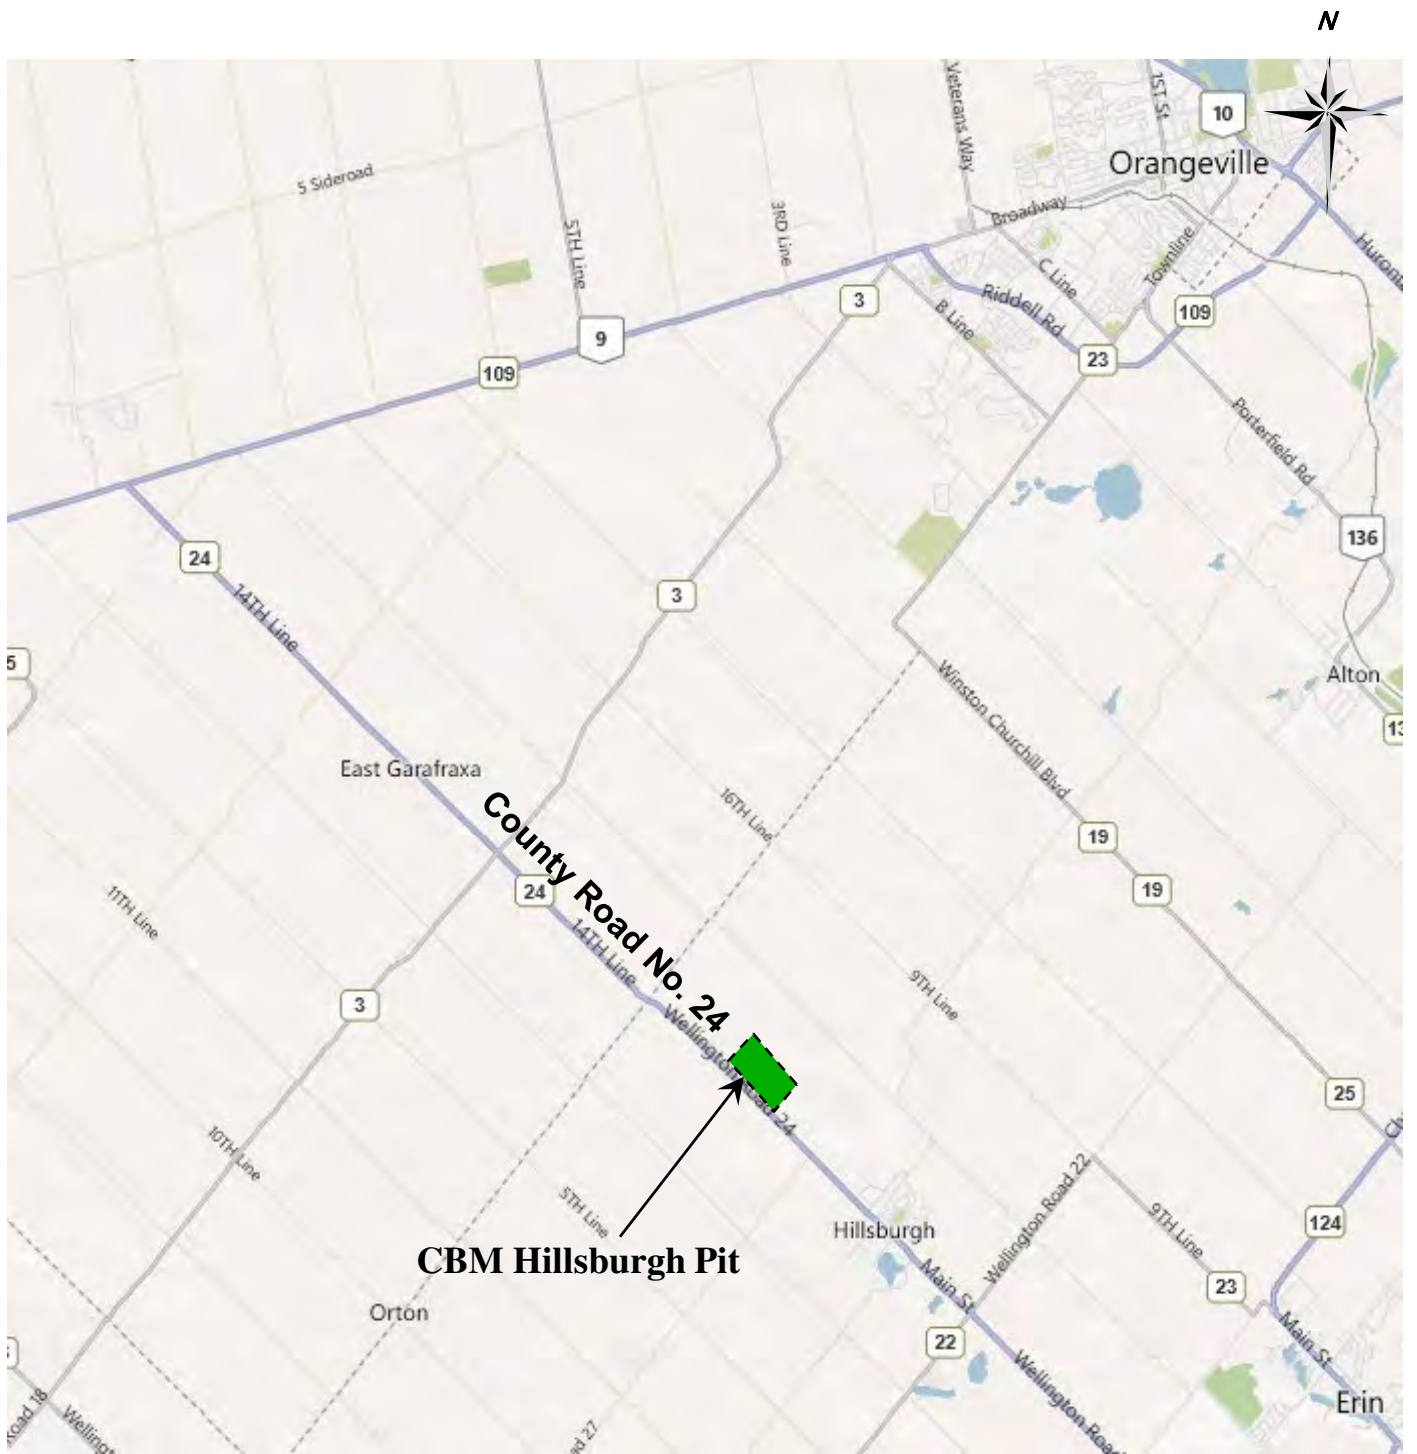 N
Veterans Way
1ST St
10
Orangeville
5 Sideroad
5TH Line
3RD Line
Broadway
Townline
C Line
3
Riddell Rd
109
B Line
9
23
109
Porterfield Rd
24
136
14TH Line
3
5
Alton
Winston Churchill Blvd
East Garafraxa
County Road No. 24
16TH Line
19
24
19
11TH Line
14TH Line
9TH Line
3
Wellington Road 24
25
10TH Line
Wellington Road 22
5TH Line
9TH Line
124
Hillsburgh
CBM Hillsburgh Pit
Main St
23
Orton
22
Main St
Wellington Road
Erin
Road 18